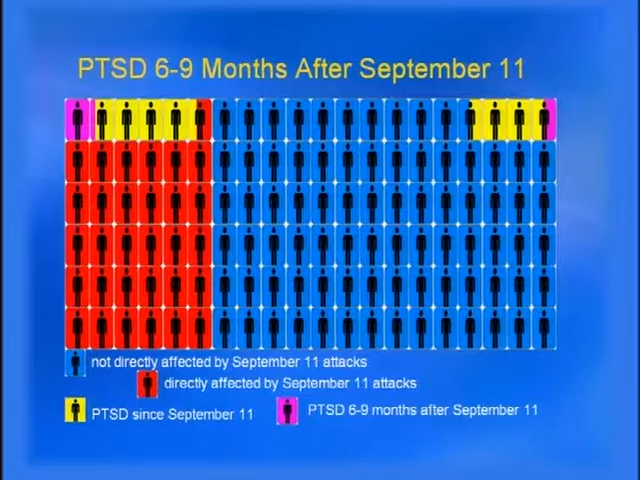 PTSD 6-9 Months After September 11
not directly affected by September 11 attacks
directly affected by September 11 attacks
PTSD since September 11
PTSD 6-9 months after September 11